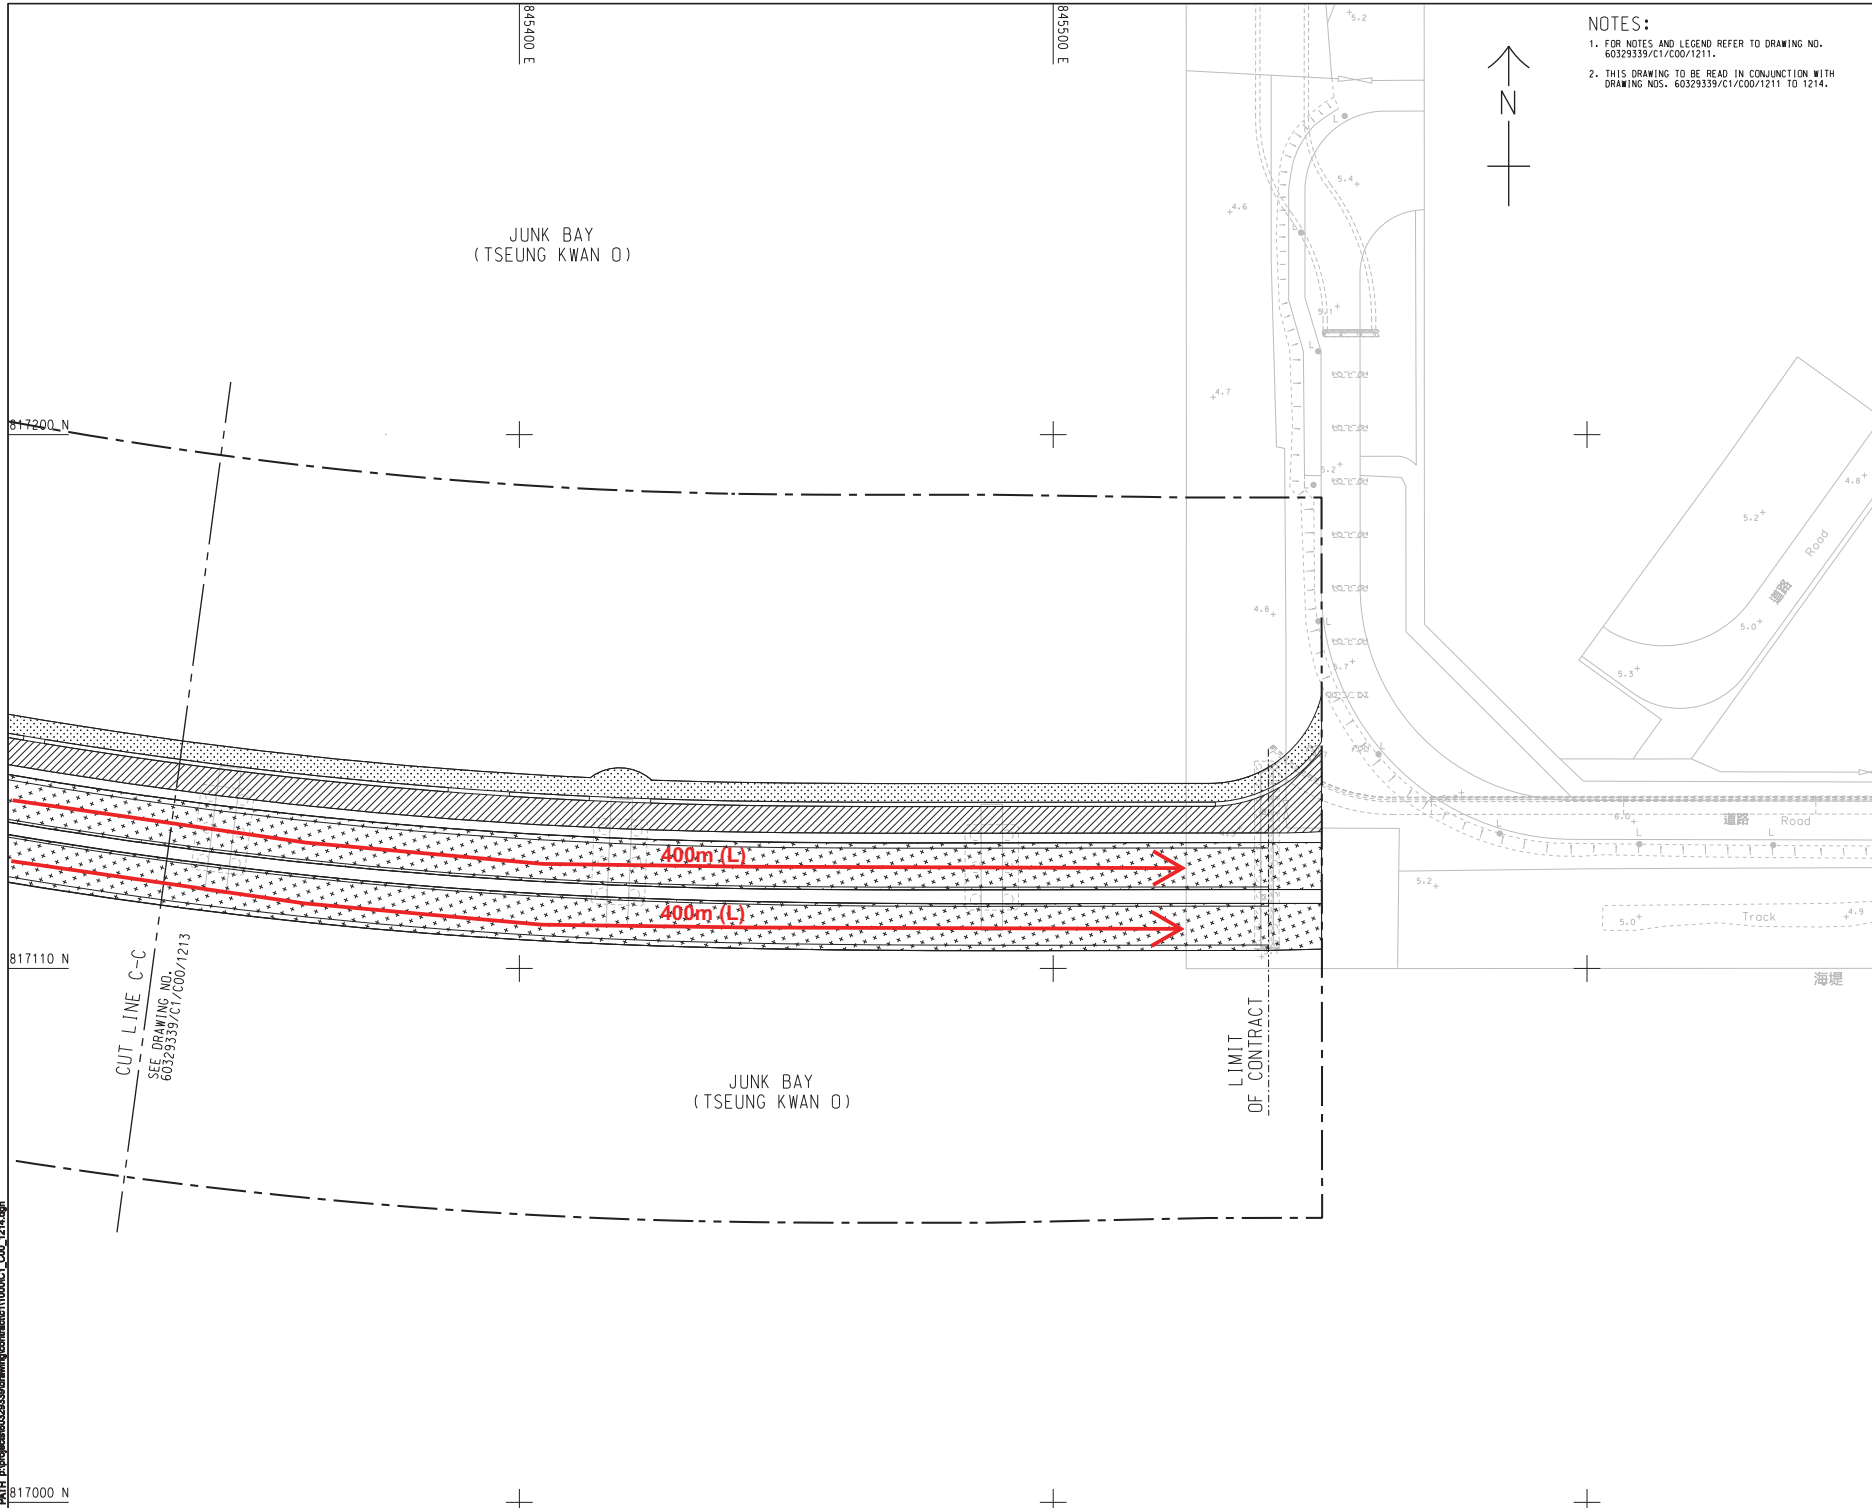 845400 E
845500 E
NOTES:
1. FOR NOTES AND LEGEND REFER TO DRAWING NO.
60329339/C1/C00/1211.
2. THIS DRAWING TO BE READ IN CONJUNCTION WITH
DRAWING NOS. 60329339/C1/C00/1211 TO 1214.
N
5.2
L
5.4
4.6
L
JUNK BAY
(TSEUNG KWAN O)
5.1
L
4.7
817200 N
5.2
L
4.8
5.2
Road
道路
4.8
L
5.0
5.7
5.3
L
6.0
道路
Road
L
L
L
400m (L)
5.2
400m (L)
5.0
Track
4.9
817110 N
海堤
CUT LINE C-C
SEE DRAWING NO.
60329339/C1/C00/1213
LIMIT
OF CONTRACT
JUNK BAY
(TSEUNG KWAN O)
817000 N